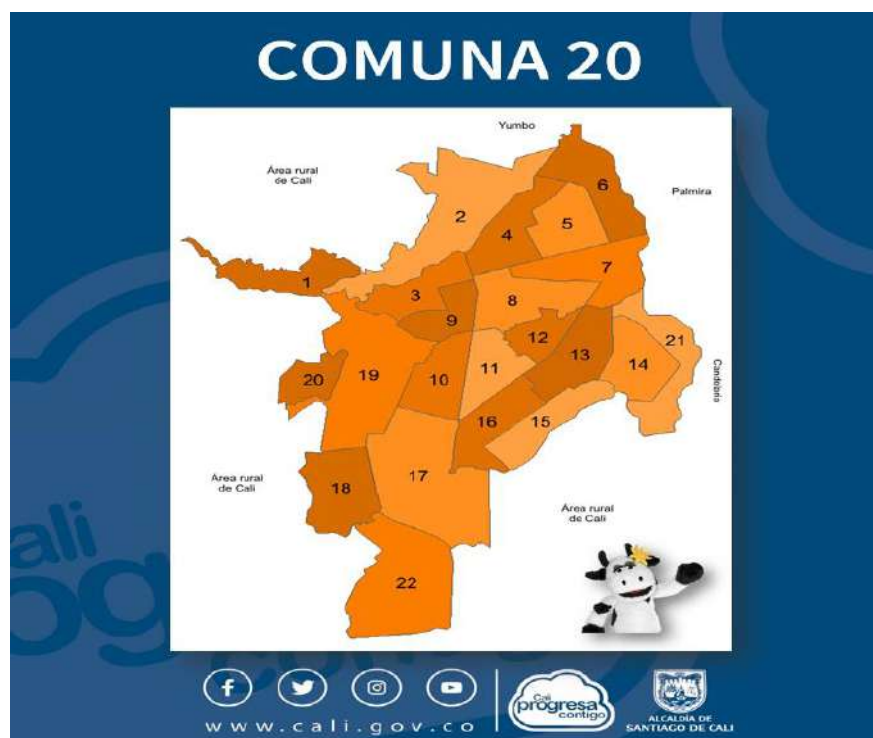 COMUNA 20
Yumbo
Área rural
de Cali
Palmira
6
2
5
4
7
1
3
8
9
12
21
13
14
20
19
10
11
Candelaria
16
15
17
Área rural
de Cali
18
Área rural
de Cali
22
ali
og
Cali
progresa
contigo
www.cali.gov.co
ALCALDÍA DE
SANTIAGO DE CALI